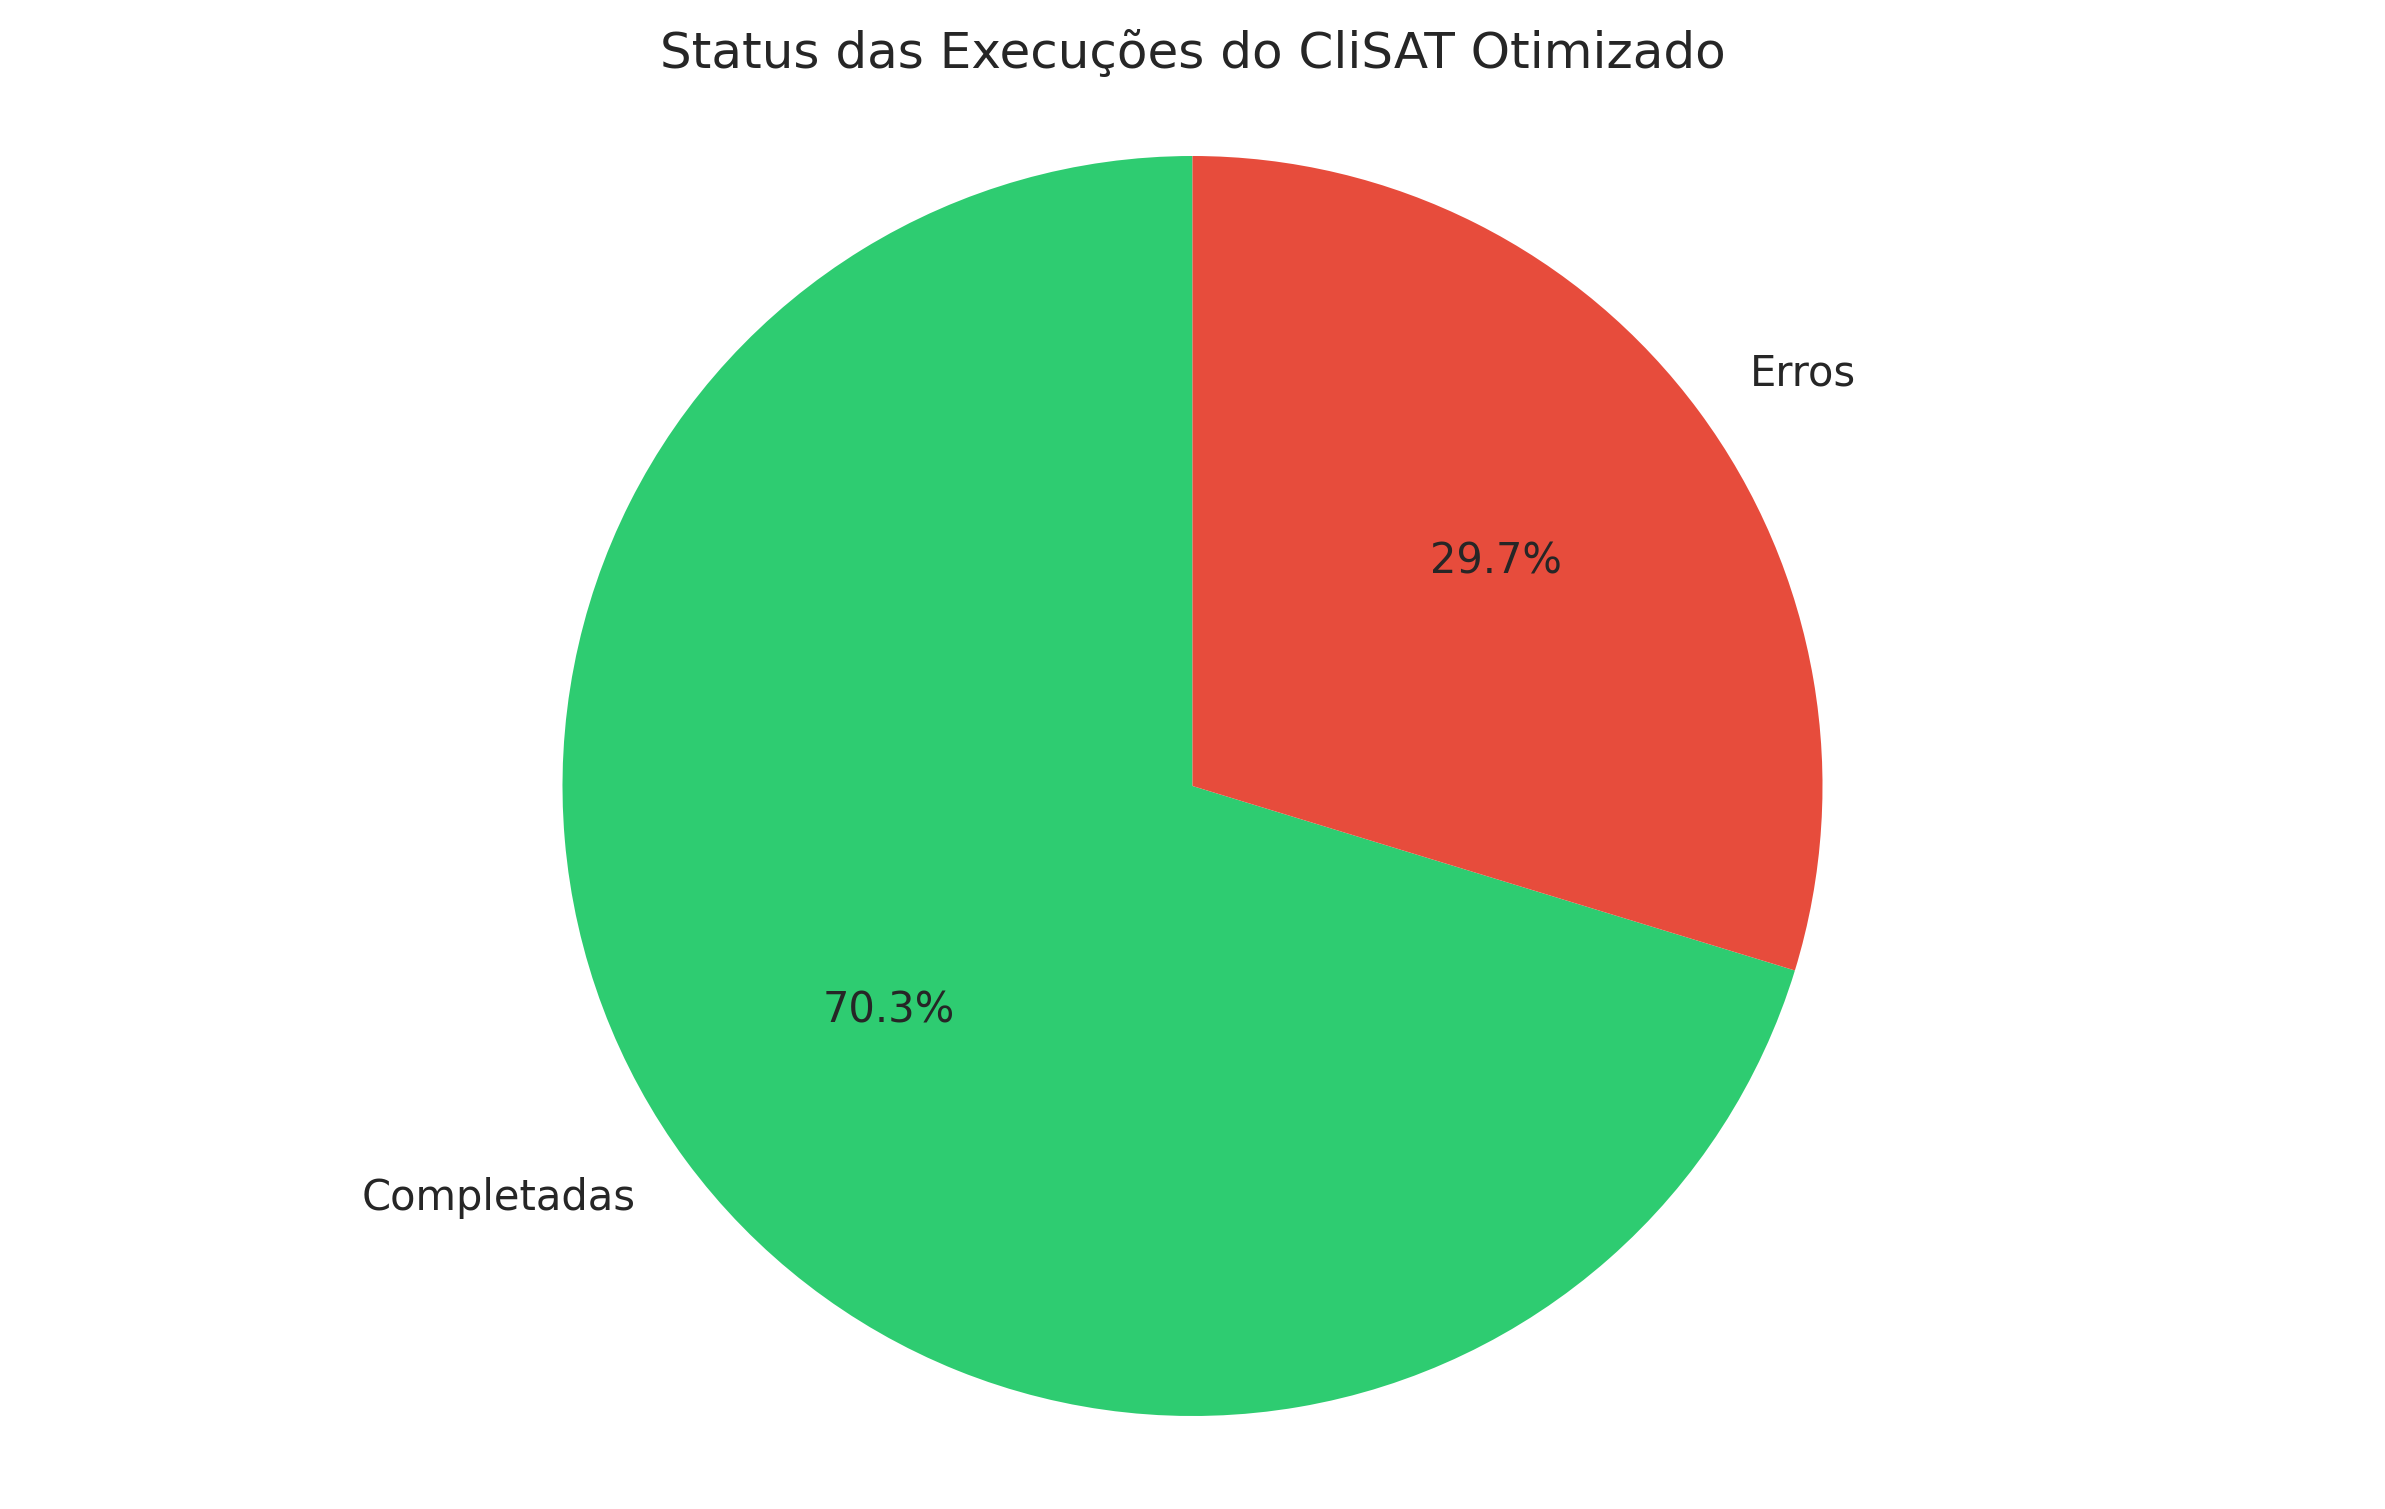 Status das Execuções do CliSAT Otimizado
Erros
29.7%
70.3%
Completadas